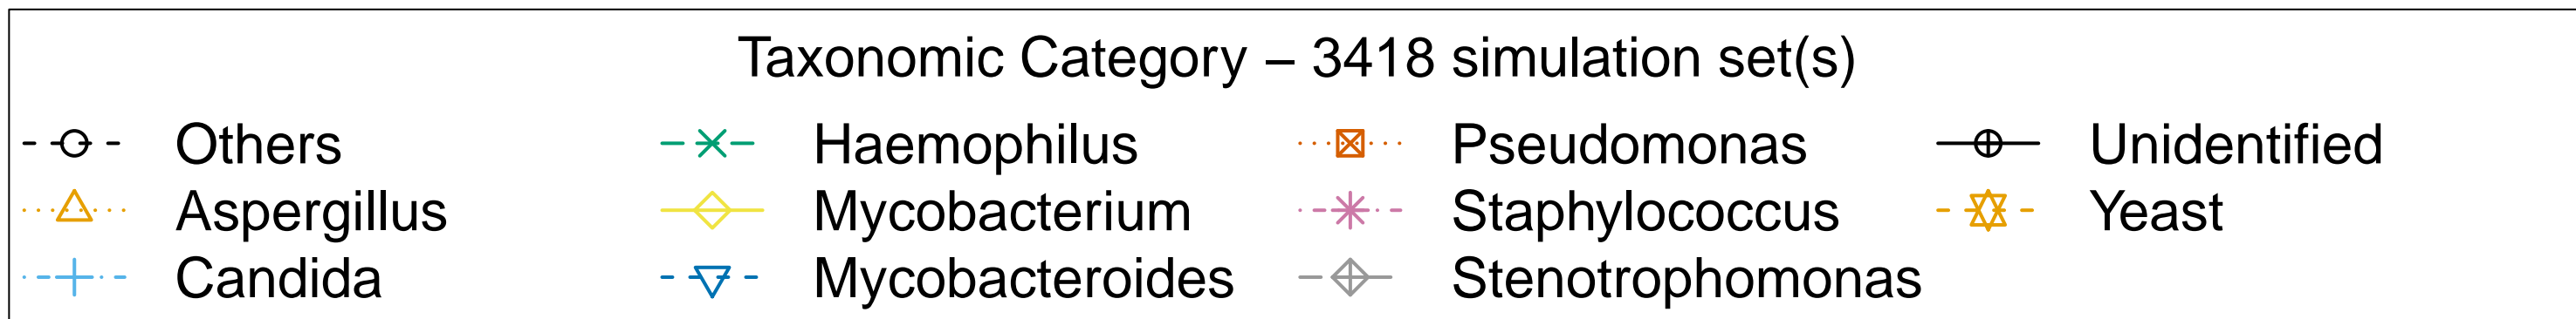 Taxonomic Category – 3418 simulation set(s)
Others Haemophilus Pseudomonas Unidentified
Aspergillus Mycobacterium Staphylococcus Yeast
Candida Mycobacteroides Stenotrophomonas